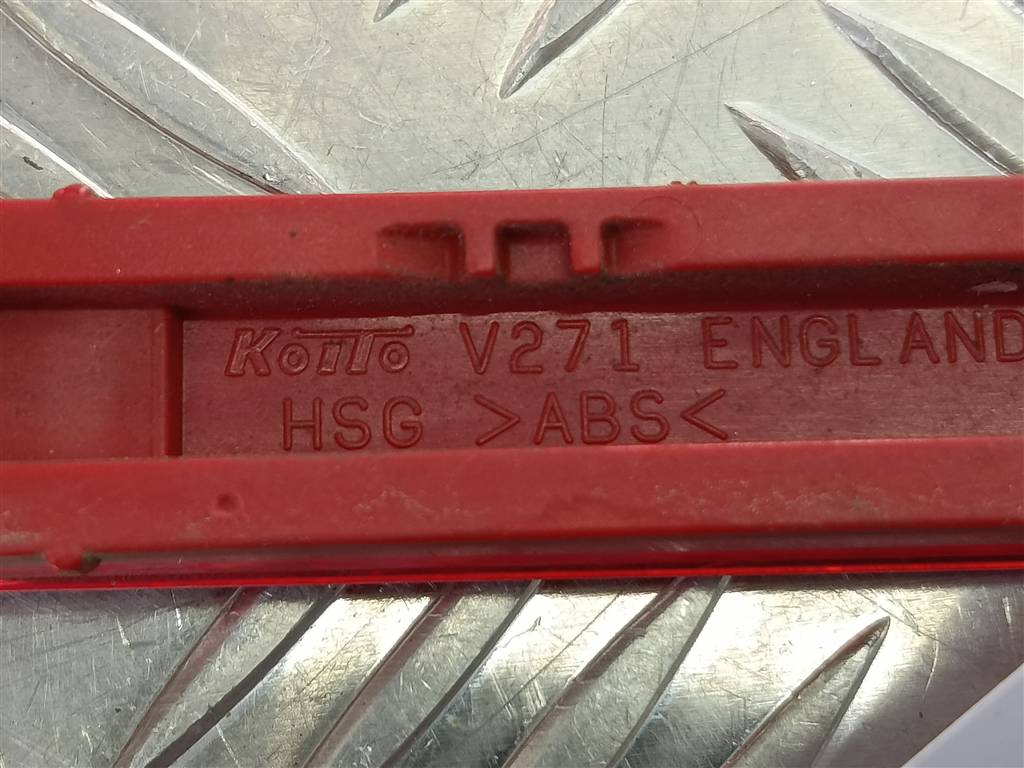 KOITO V271 ENGLAND
HSG >ABS<